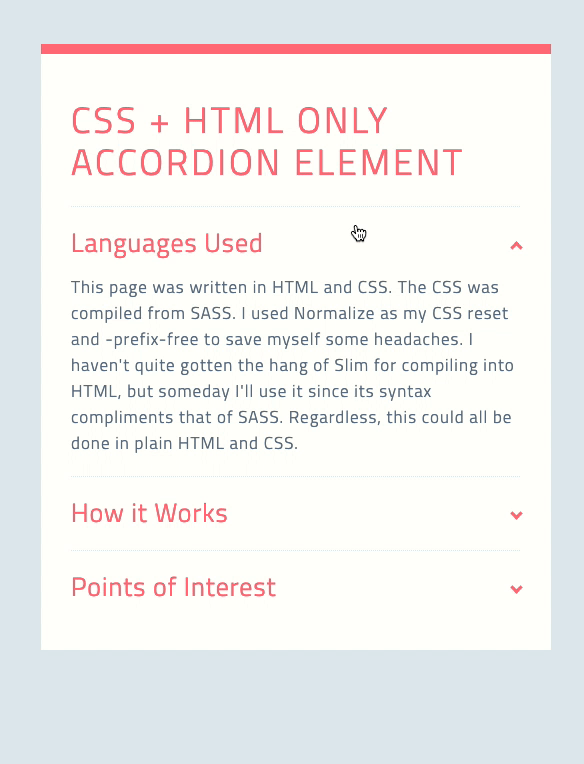 CSS + HTML ONLY
ACCORDION ELEMENT
Languages Used
This page was written in HTML and CSS. The CSS was
compiled from SASS. I used Normalize as my CSS reset
and -prefix-free to save myself some headaches. I
haven't quite gotten the hang of Slim for compiling into
HTML, but someday I'll use it since its syntax
compliments that of SASS. Regardless, this could all be
done in plain HTML and CSS.
How it Works
Points of Interest